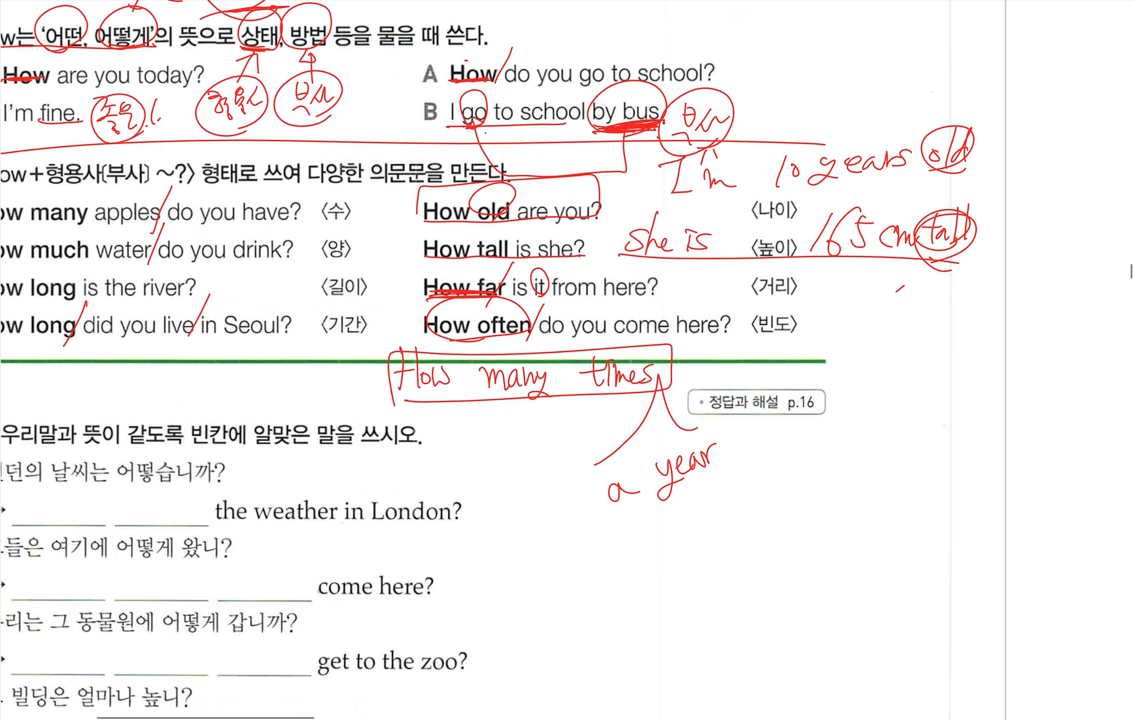 w는 '어떤, 어떻게'의 뜻으로 상태, 방법 등을 물을 때 쓴다.
How are you today?
A How do you go to school?
I'm fine. 형용사 부사
B I go to school by bus. 부사
I'm 10 years old
ow+형용사[부사] ~?> 형태로 쓰여 다양한 의문문을 만든다.
ow many apples do you have? 〈수〉
How old are you? 〈나이〉
ow much water do you drink? 〈양〉
How tall is she? 〈높이〉
she is 165 cm tall
ow long is the river? 〈길이〉
How far is it from here? 〈거리〉
ow long did you live in Seoul? 〈기간〉
How often do you come here? 〈빈도〉
How many times
• 정답과 해설 p.16
a year
우리말과 뜻이 같도록 빈칸에 알맞은 말을 쓰시오.
런던의 날씨는 어떻습니까?
the weather in London?
들은 여기에 어떻게 왔니?
come here?
리는 그 동물원에 어떻게 갑니까?
get to the zoo?
빌딩은 얼마나 높니?